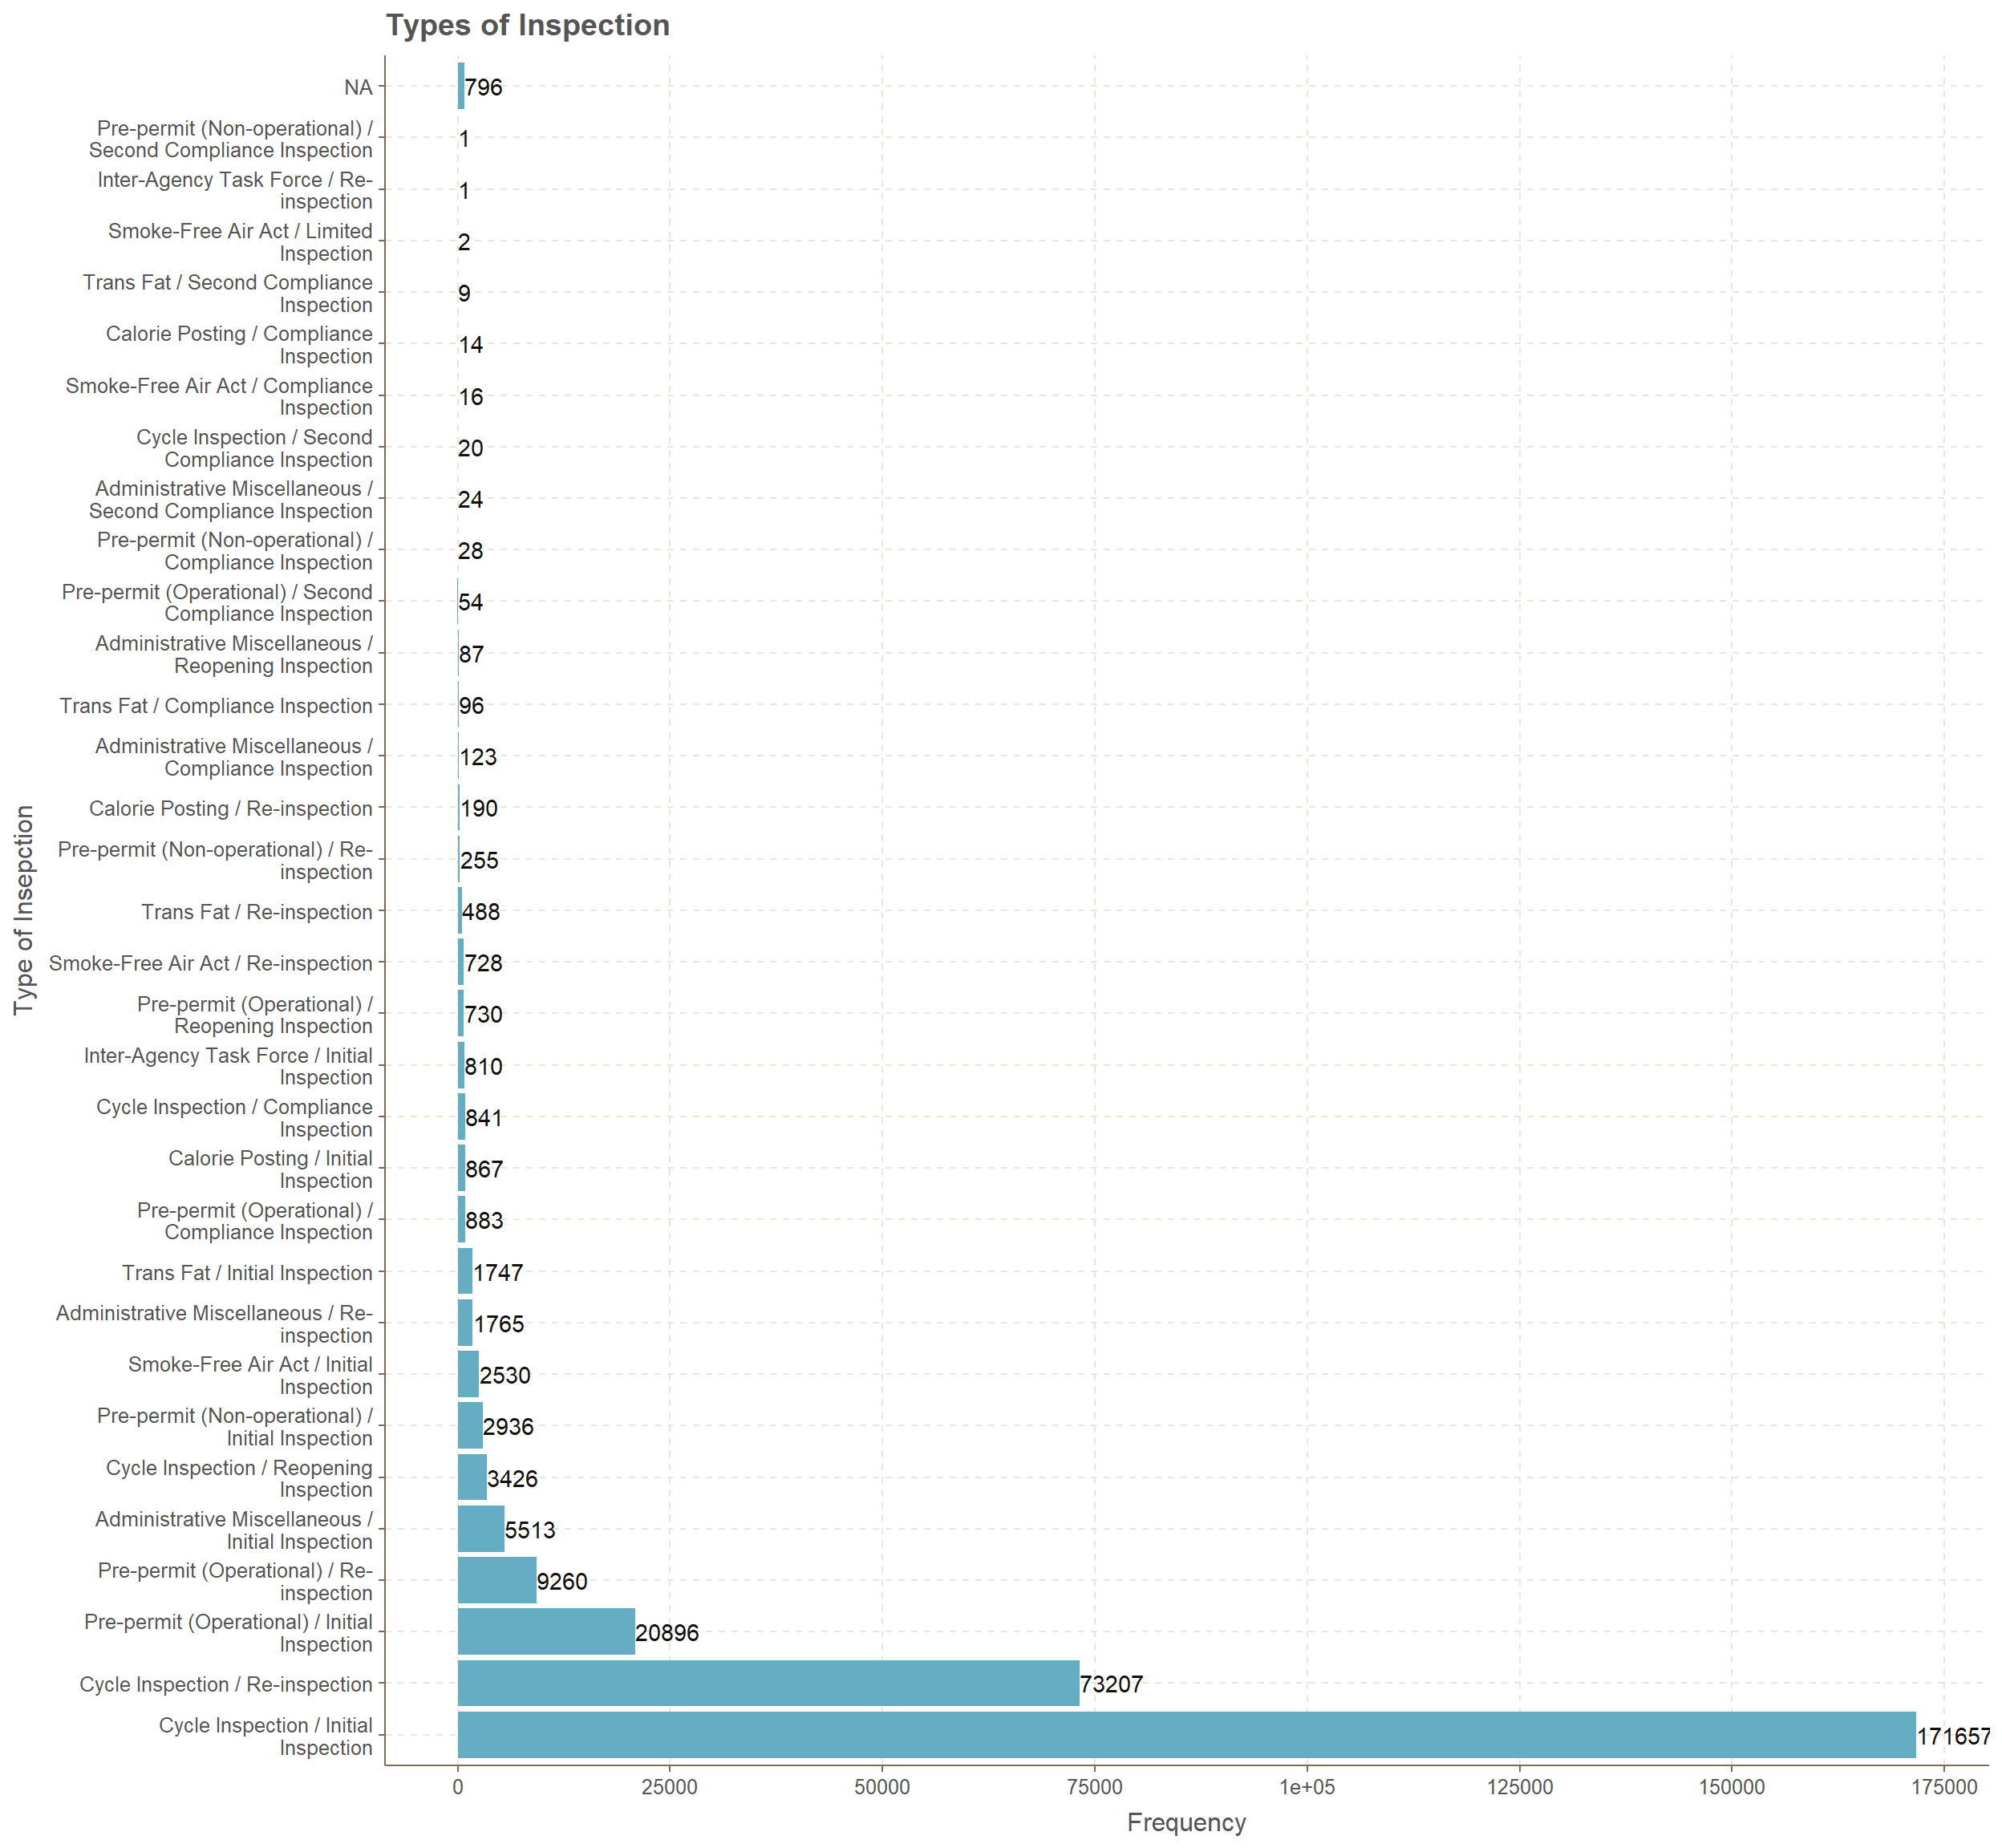 Types of Inspection
NA
796
Pre-permit (Non-operational) /
Second Compliance Inspection
1
Inter-Agency Task Force / Re-
inspection
1
Smoke-Free Air Act / Limited
Inspection
2
Trans Fat / Second Compliance
Inspection
9
Calorie Posting / Compliance
Inspection
14
Smoke-Free Air Act / Compliance
Inspection
16
Cycle Inspection / Second
Compliance Inspection
20
Administrative Miscellaneous /
Second Compliance Inspection
24
Pre-permit (Non-operational) /
Compliance Inspection
28
Pre-permit (Operational) / Second
Compliance Inspection
54
Administrative Miscellaneous /
Reopening Inspection
87
Trans Fat / Compliance Inspection
96
Administrative Miscellaneous /
Compliance Inspection
123
Calorie Posting / Re-inspection
190
Pre-permit (Non-operational) / Re-
inspection
255
Trans Fat / Re-inspection
488
Smoke-Free Air Act / Re-inspection
728
Pre-permit (Operational) /
Reopening Inspection
730
Inter-Agency Task Force / Initial
Inspection
810
Cycle Inspection / Compliance
Inspection
841
Calorie Posting / Initial
Inspection
867
Pre-permit (Operational) /
Compliance Inspection
883
Trans Fat / Initial Inspection
1747
Administrative Miscellaneous / Re-
inspection
1765
Smoke-Free Air Act / Initial
Inspection
2530
Pre-permit (Non-operational) /
Initial Inspection
2936
Cycle Inspection / Reopening
Inspection
3426
Administrative Miscellaneous /
Initial Inspection
5513
Pre-permit (Operational) / Re-
inspection
9260
Pre-permit (Operational) / Initial
Inspection
20896
Cycle Inspection / Re-inspection
73207
Cycle Inspection / Initial
Inspection
171657
Type of Insepction
0 25000 50000 75000 1e+05 125000 150000 175000
Frequency